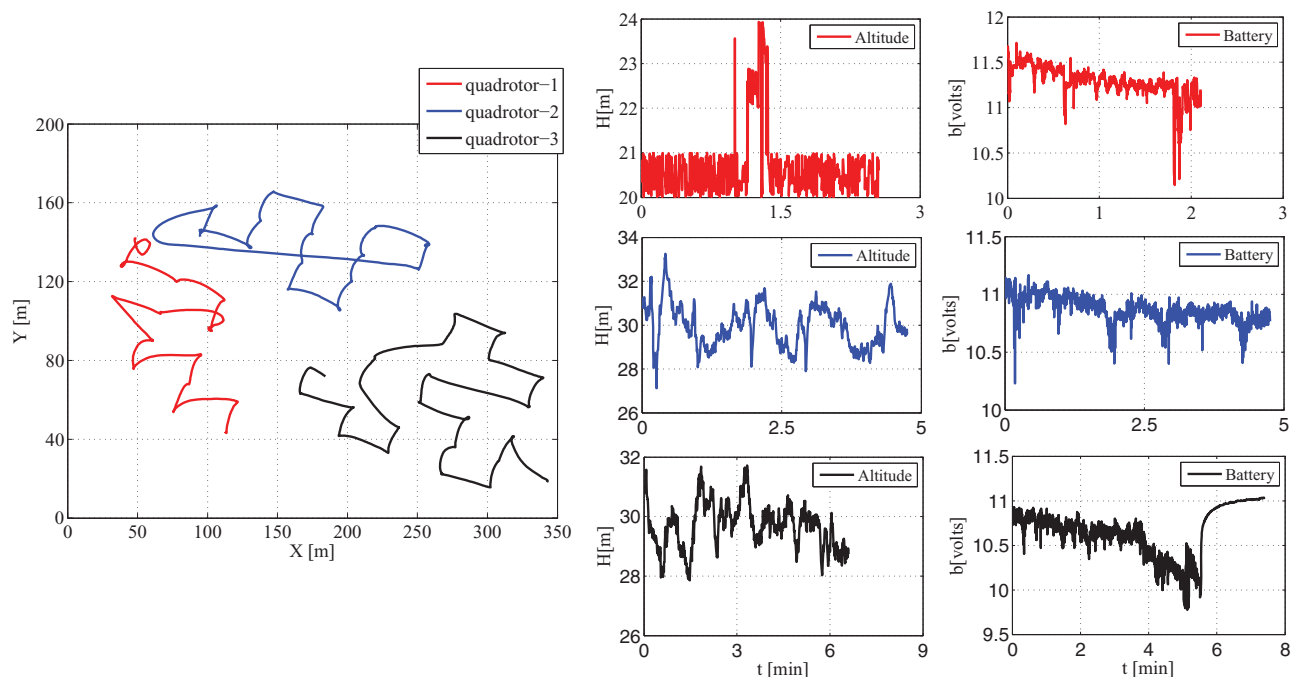 quadrotor−1
quadrotor−2
quadrotor−3
200
160
120
80
40
0
Y [m]
0 50 100 150 200 250 300 350
X [m]
Altitude
24
23
22
21
20
H[m]
0 1.5 3
Battery
12
11.5
11
10.5
10
b[volts]
0 1 2 3
Altitude
34
32
30
28
26
H[m]
0 2.5 5
Battery
11.5
11
10.5
10
b[volts]
0 2.5 5
Altitude
32
30
28
26
H[m]
0 3 6 9
t [min]
Battery
11.5
11
10.5
10
9.5
b[volts]
0 2 4 6 8
t [min]